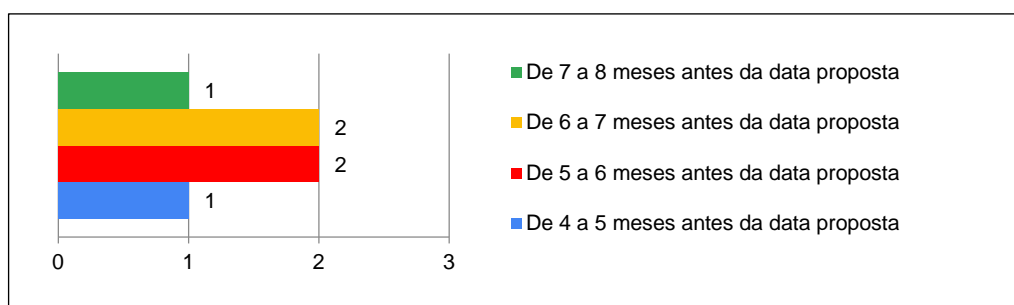 1
De 7 a 8 meses antes da data proposta
2
De 6 a 7 meses antes da data proposta
2
De 5 a 6 meses antes da data proposta
1
De 4 a 5 meses antes da data proposta
0 1 2 3